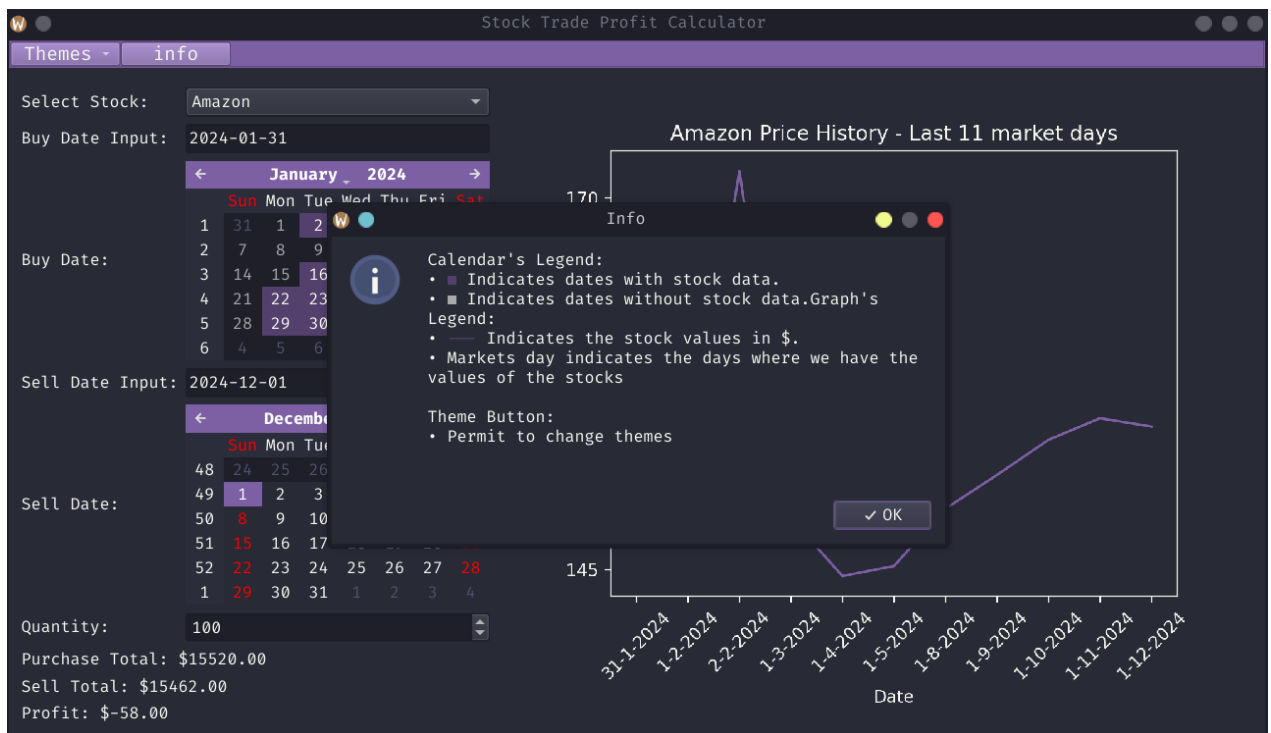 Stock Trade Profit Calculator
Themes info
Select Stock: Amazon
Buy Date Input: 2024-01-31
Buy Date:
January 2024
Sun Mon Tue Wed Thu Fri Sat
1 31 1 2
2 7 8 9
3 14 15 16
4 21 22 23
5 28 29 30
6 4 5 6
Sell Date Input: 2024-12-01
Sell Date:
Decembe
Sun Mon Tue
48 24 25 26
49 1 2 3
50 8 9 10
51 15 16 17
52 22 23 24 25 26 27 28
1 29 30 31 1 2 3 4
Quantity: 100
Purchase Total: $15520.00
Sell Total: $15462.00
Profit: $-58.00
Info
Calendar's Legend:
• Indicates dates with stock data.
• Indicates dates without stock data.Graph's
Legend:
• Indicates the stock values in $.
• Markets day indicates the days where we have the
values of the stocks
Theme Button:
• Permit to change themes
OK
Amazon Price History - Last 11 market days
170
145
31-1-2024 1-2-2024 2-2-2024 1-3-2024 1-4-2024 1-5-2024 1-8-2024 1-9-2024 1-10-2024 1-11-2024 1-12-2024
Date